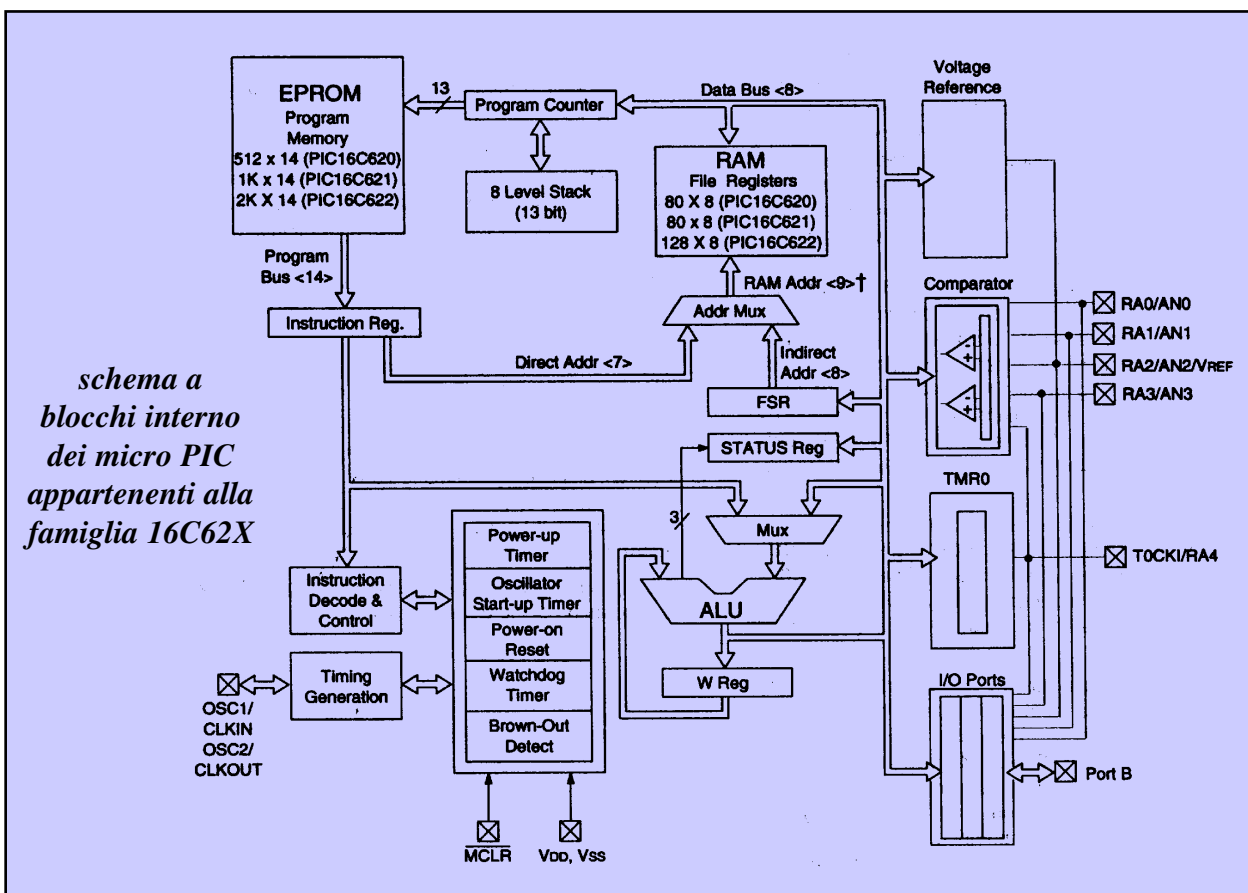 EPROM
Program
Memory
512 x 14 (PIC16C620)
1K x 14 (PIC16C621)
2K X 14 (PIC16C622)
13
Program Counter
Data Bus <8>
Voltage
Reference
8 Level Stack
(13 bit)
RAM
File Registers
80 X 8 (PIC16C620)
80 x 8 (PIC16C621)
128 X 8 (PIC16C622)
Program
Bus <14>
RAM Addr <9>†
Comparator
Instruction Reg.
Addr Mux
RA0/AN0
RA1/AN1
RA2/AN2/VREF
RA3/AN3
Direct Addr <7>
Indirect
Addr <8>
- +
- +
FSR
schema a
blocchi interno
dei micro PIC
appartenenti alla
famiglia 16C62X
STATUS Reg
TMR0
3
Mux
T0CKI/RA4
Power-up
Timer
Instruction
Decode &
Control
Oscillator
Start-up Timer
ALU
Power-on
Reset
Timing
Generation
Watchdog
Timer
W Reg
I/O Ports
OSC1/
CLKIN
OSC2/
CLKOUT
Brown-Out
Detect
Port B
MCLR
VDD, VSS